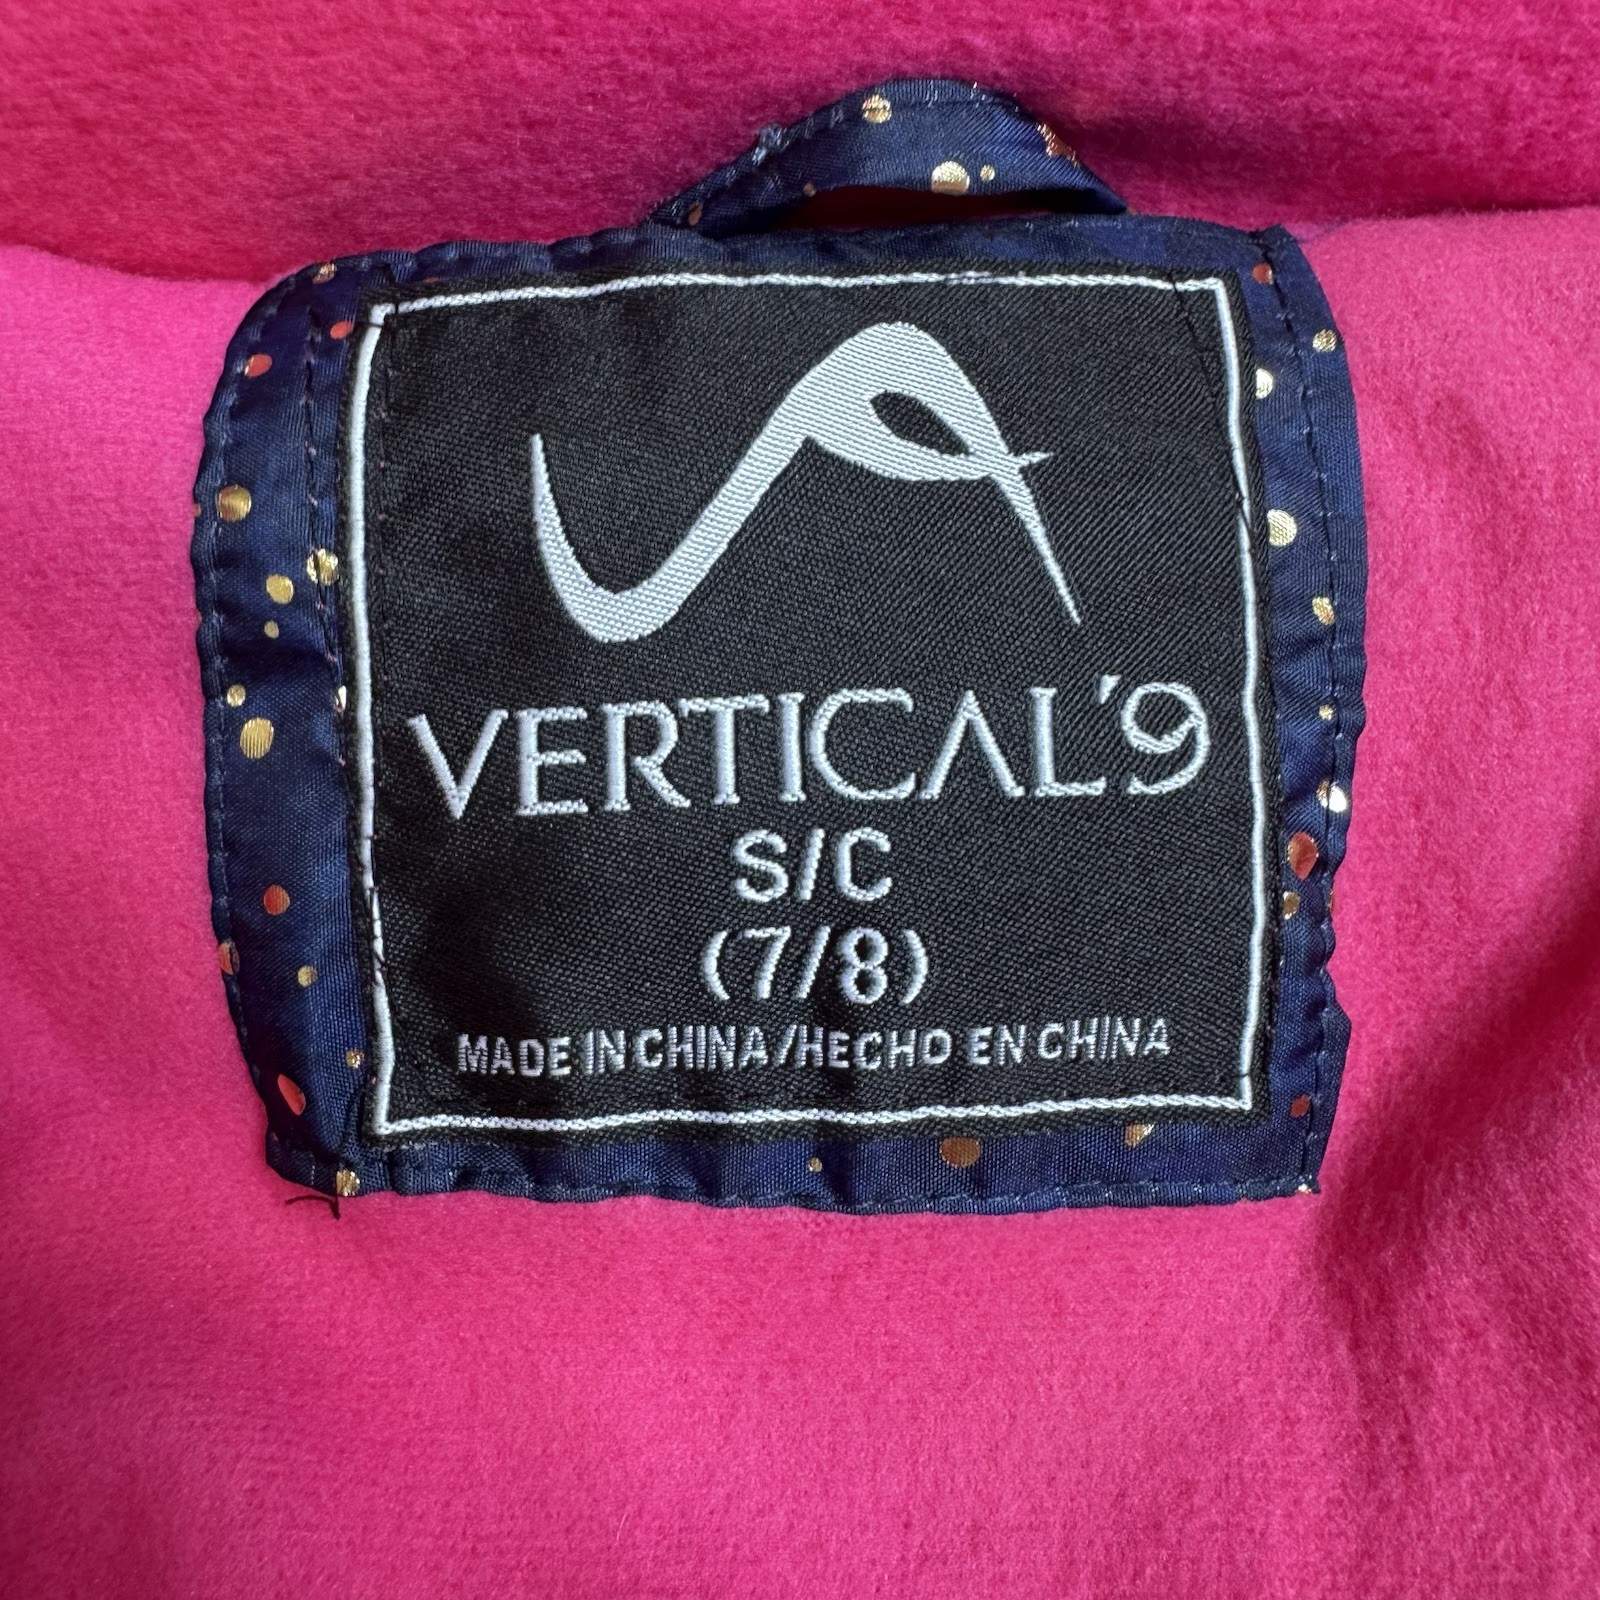 VERTICAL'9
S/C
(7/8)
MADE IN CHINA/HECHO EN CHINA